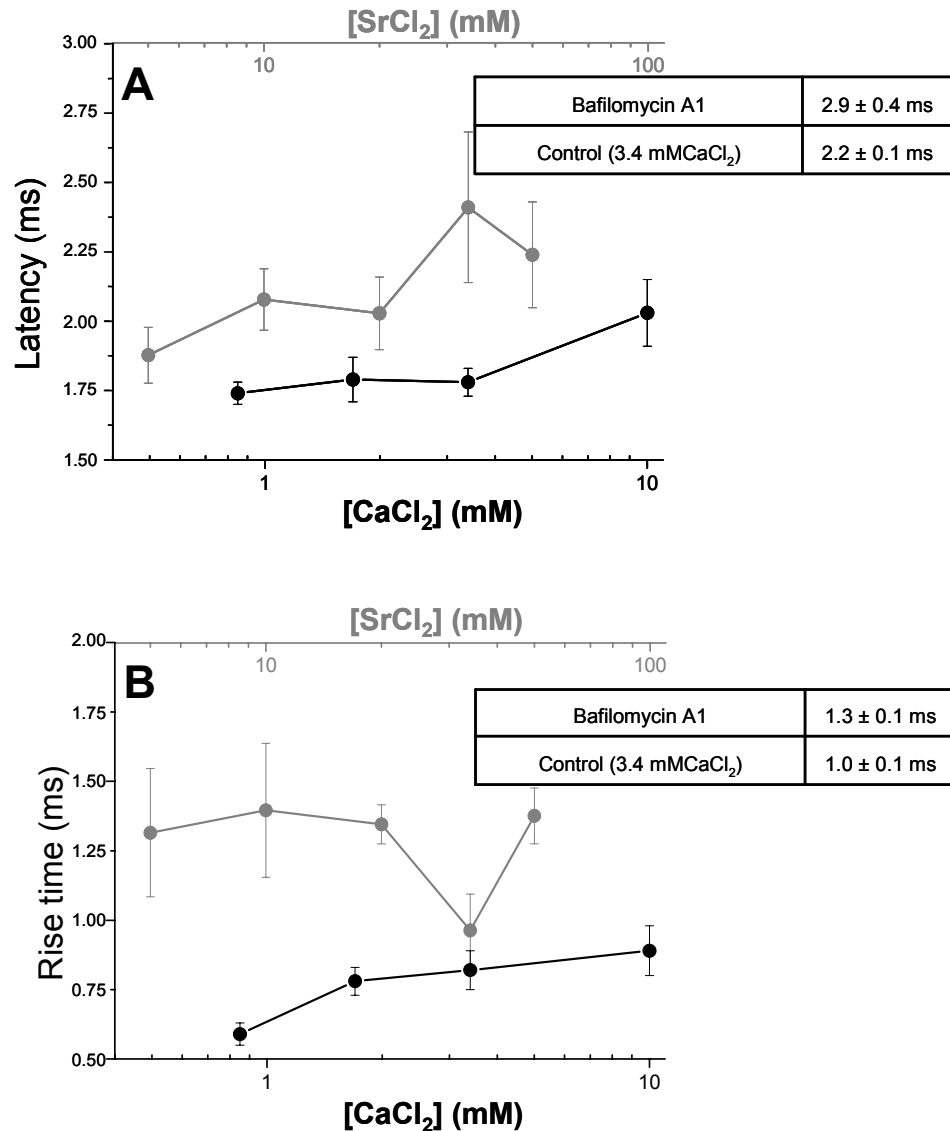 [SrCl₂] (mM)
3.00
10
100
A
Bafilomycin A1 2.9 ± 0.4 ms
Control (3.4 mMCaCl₂) 2.2 ± 0.1 ms
2.75
2.50
2.25
2.00
1.75
1.50
Latency (ms)
1
10
[CaCl₂] (mM)
[SrCl₂] (mM)
2.00
10
100
B
Bafilomycin A1 1.3 ± 0.1 ms
Control (3.4 mMCaCl₂) 1.0 ± 0.1 ms
1.75
1.50
1.25
1.00
0.75
0.50
Rise time (ms)
1
10
[CaCl₂] (mM)